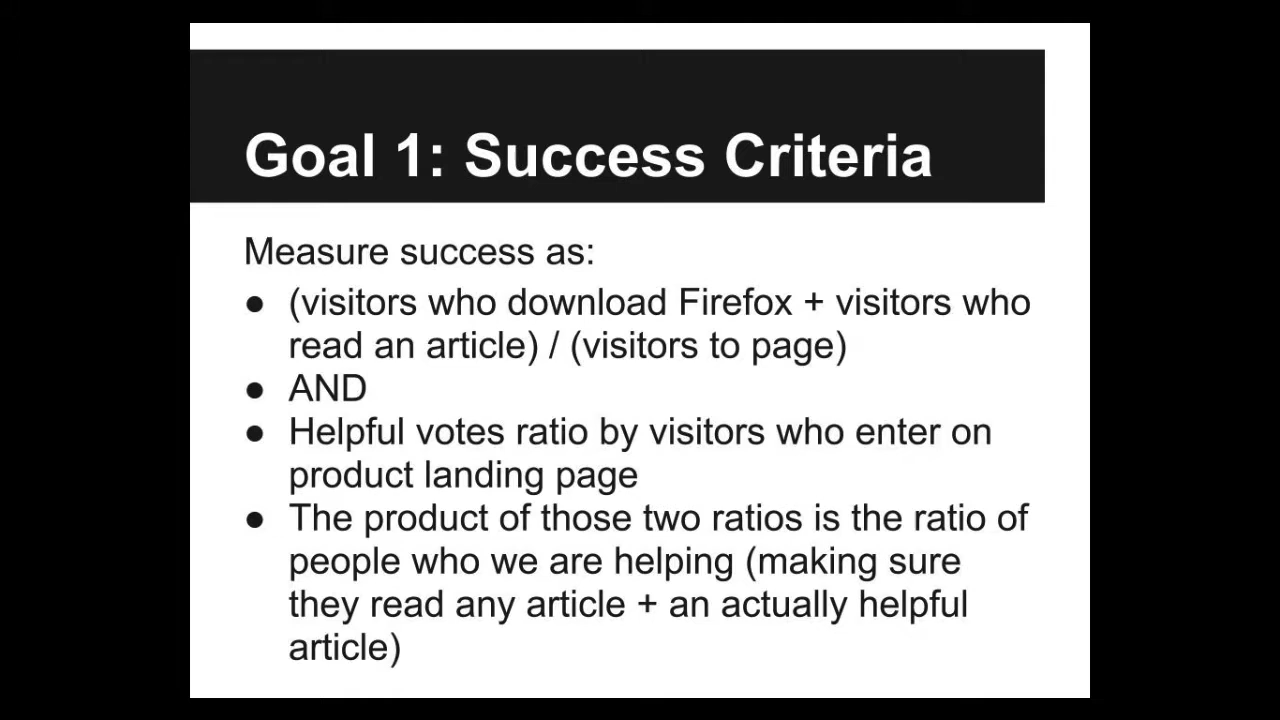 Goal 1: Success Criteria
Measure success as:
● (visitors who download Firefox + visitors who
read an article) / (visitors to page)
● AND
● Helpful votes ratio by visitors who enter on
product landing page
● The product of those two ratios is the ratio of
people who we are helping (making sure
they read any article + an actually helpful
article)